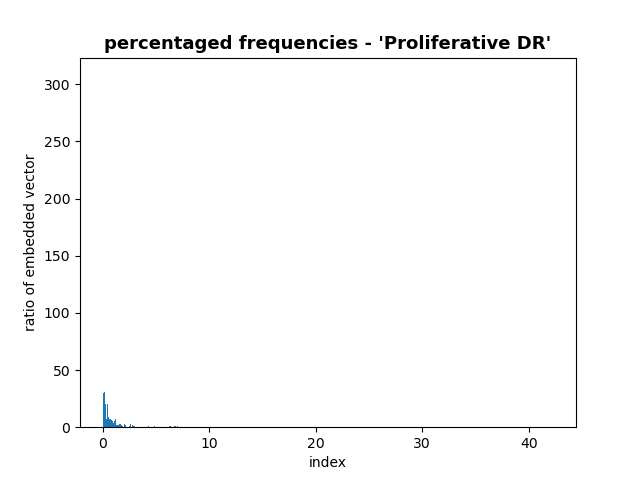 percentaged frequencies - 'Proliferative DR'
ratio of embedded vector
300
250
200
150
100
50
0
0 10 20 30 40
index